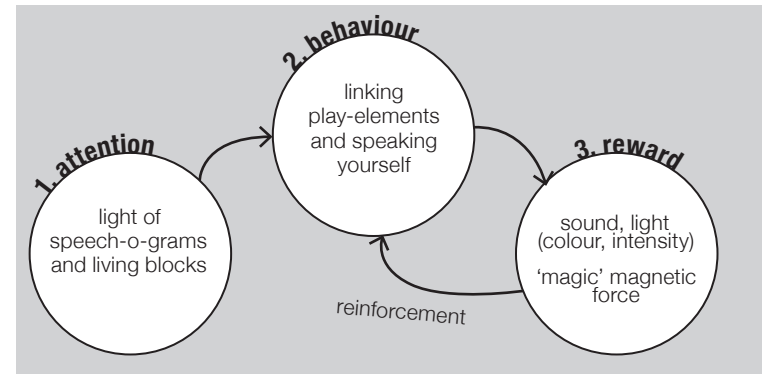 1. attention
light of
speech-o-grams
and living blocks
2. behaviour
linking
play-elements
and speaking
yourself
3. reward
sound, light
(colour, intensity)
'magic' magnetic
force
reinforcement